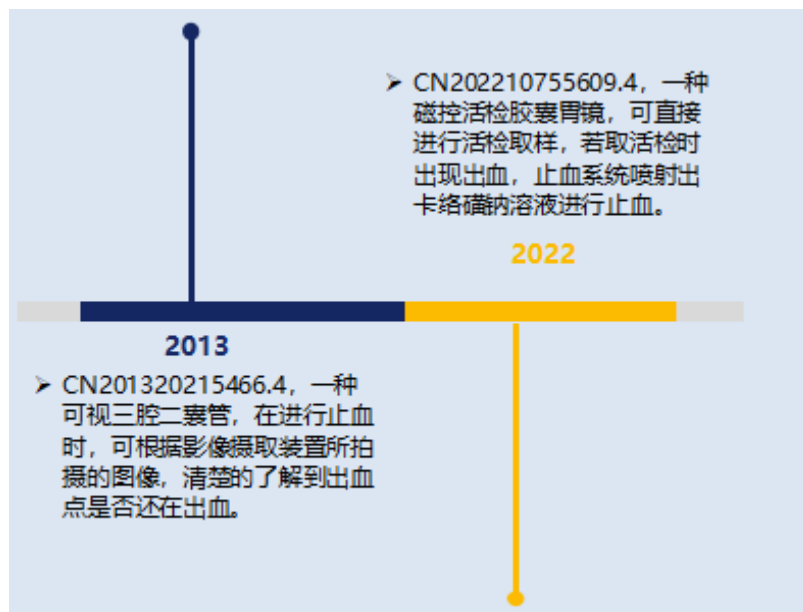 ➢ CN202210755609.4，一种
磁控活检胶囊胃镜，可直接
进行活检取样，若取活检时
出现出血，止血系统喷射出
卡络磺钠溶液进行止血。
2022
2013
➢ CN201320215466.4，一种
可视三腔二囊管，在进行止血
时，可根据影像摄取装置所拍
摄的图像，清楚的了解到出血
点是否还在出血。